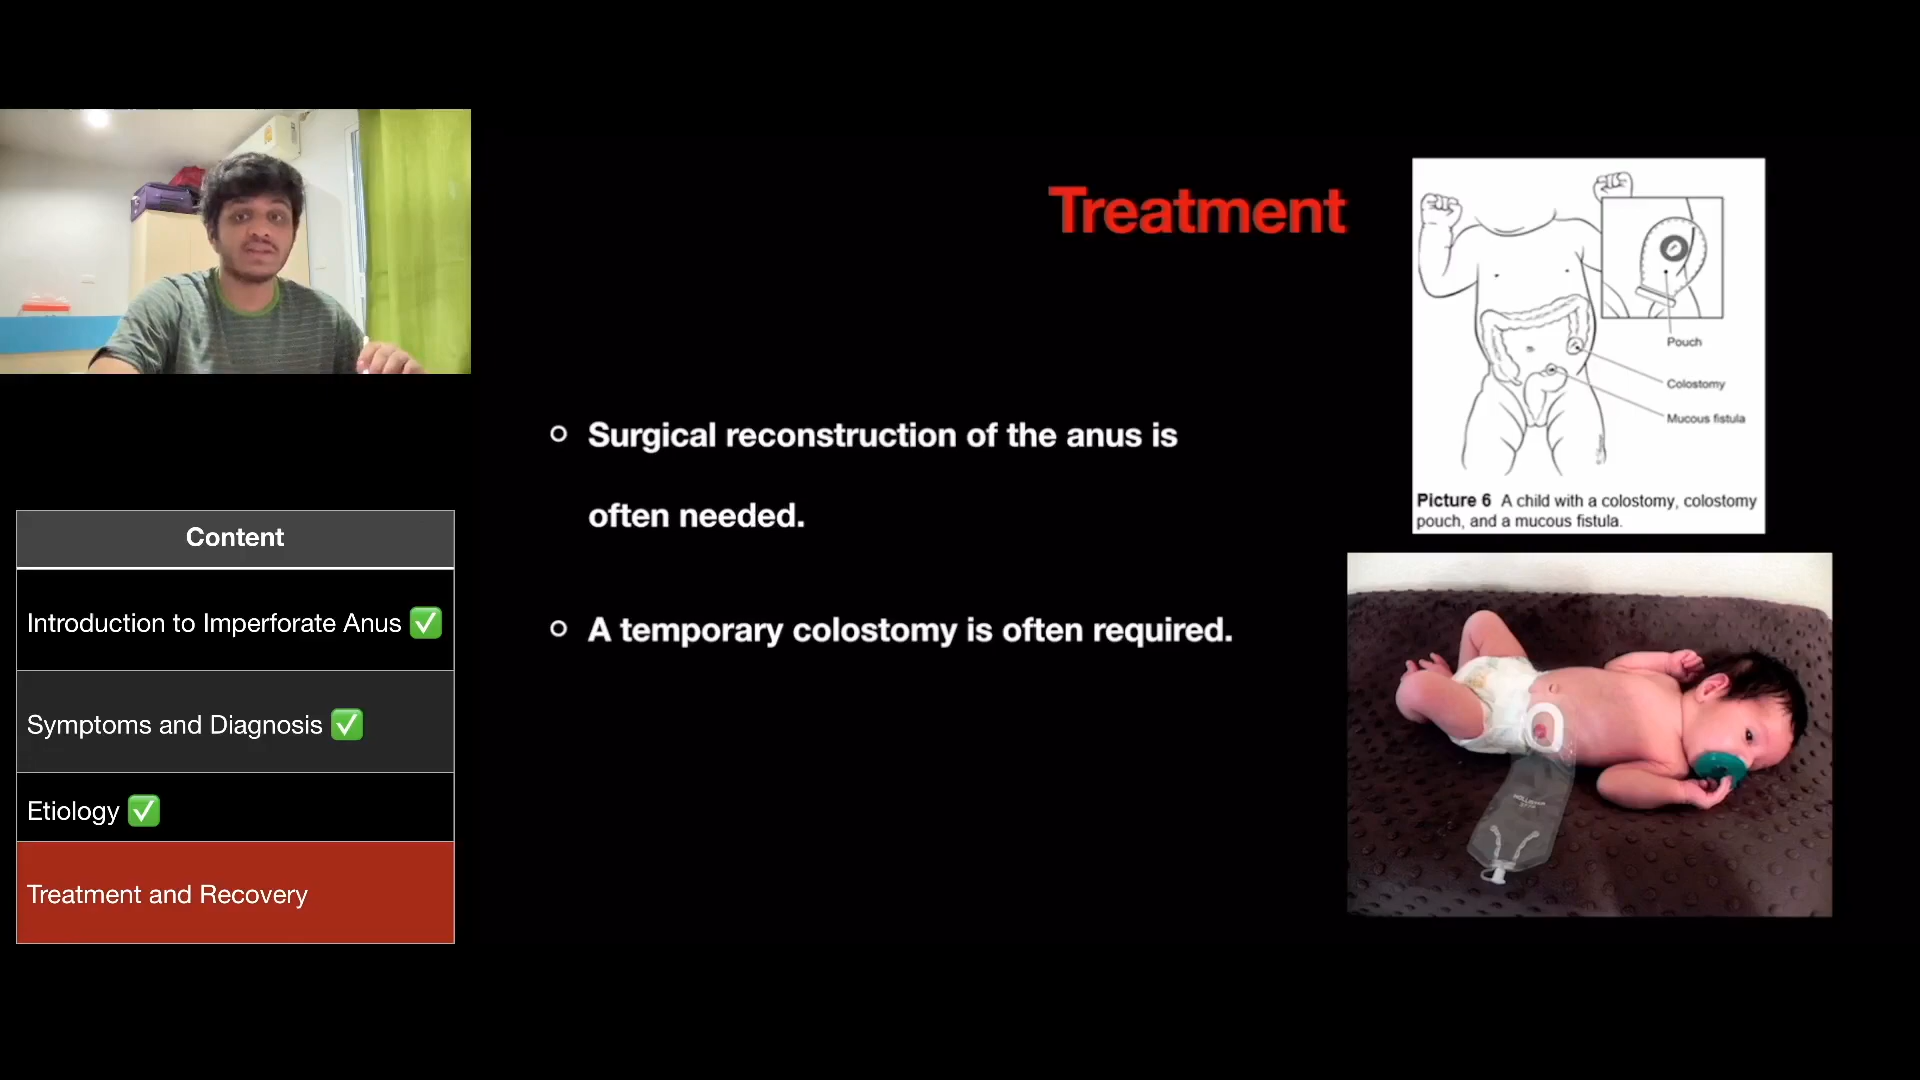 Treatment
Surgical reconstruction of the anus is
often needed.
A temporary colostomy is often required.
Content
Introduction to Imperforate Anus ✅
Symptoms and Diagnosis ✅
Etiology ✅
Treatment and Recovery
Pouch
Colostomy
Mucous fistula
Picture 6 A child with a colostomy, colostomy
pouch, and a mucous fistula.